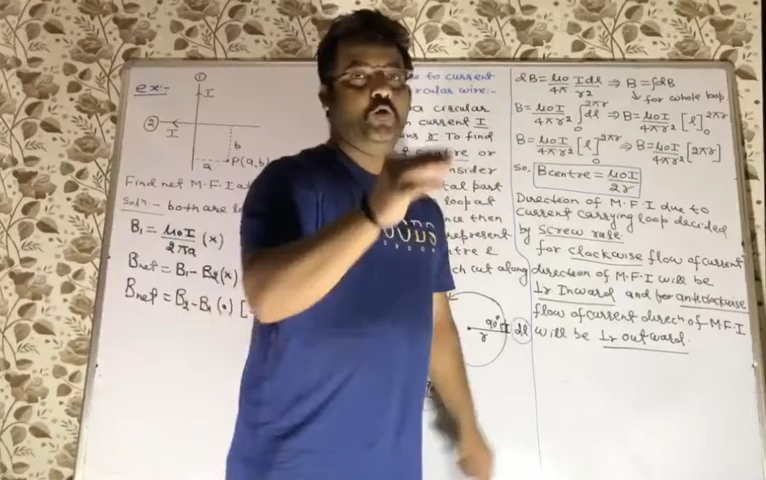 ex:-
①
I
②
I
b
a
P(a,b)
Find net M.F.I a
Soln:- both are l
B₁ = μ₀I/2πa (x)
Bnet = B₁ - B₂(x)
Bnet = B₂ - B₁ (•) [
to current
rcular wire:-
a circular
current I
r. To find
centre or
nsider
tal part
loop at
nce then
represent
ntre &
ch cut along
90°
dl
r
dB = μ₀/4π Idl/r² ⇒ B = ∫dB
for whole loop
B = μ₀I/4πr² ∫₀^2πr dl ⇒ B = μ₀I/4πr² [l]₀^2πr
B = μ₀I/4πr² [l]₀^2πr ⇒ B = μ₀I/4πr² [2πr]
so, Bcentre = μ₀I/2r
Direction of M.F.I due to
current carrying loop decided
by screw rule.
for clockwise flow of current
direction of M.F.I will be
⊥r Inward and for anticlockwise
flow of current direcn of M.F.I
will be ⊥r outward.